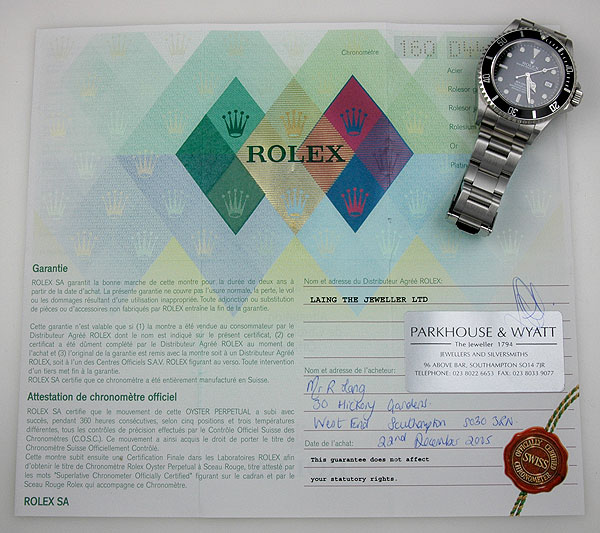 Chronomètre
160
Acier
ROLEX
Platine
ROLEX
Garantie
ROLEX SA garantit la bonne marche de cette montre pour la durée de deux ans à
partir de la date d'achat. La présente garantie ne couvre pas l'usure normale, la perte, le vol
ou les dommages résultant d'une utilisation inappropriée. Toute adjonction ou substitution
de pièces ou d'accessoires non fabriqués par ROLEX entraîne la fin de la garantie.
Cette garantie n'est valable que si (1) la montre a été vendue au consommateur par le
Distributeur Agréé ROLEX dont le nom est indiqué sur le présent certificat, (2) ce
certificat a été dûment complété par le Distributeur Agréé ROLEX au moment de
l'achat et (3) l'original de la garantie est remis avec la montre soit à un Distributeur Agréé
ROLEX, soit à l'un des Centres Officiels S.A.V. ROLEX figurant au verso. Toute intervention
d'un tiers met fin à la garantie.
ROLEX SA certifie que ce chronomètre a été entièrement manufacturé en Suisse.
Attestation de chronomètre officiel
ROLEX SA certifie que le mouvement de cette OYSTER PERPETUAL a subi avec
succès, pendant 360 heures consécutives, selon cinq positions et trois températures
différentes, tous les contrôles de précision effectués par le Contrôle Officiel Suisse des
Chronomètres (C.O.S.C.). Ce mouvement a ainsi acquis le droit de porter le titre de
Chronomètre Suisse Officiellement Contrôlé.
Cette montre subit ensuite une Certification Finale dans les Laboratoires ROLEX afin
d'obtenir le titre de Chronomètre Rolex Oyster Perpetual à Sceau Rouge, titre attesté par
les mots "Superlative Chronometer Officially Certified" figurant sur le cadran et par le
Sceau Rouge Rolex qui accompagne ce Chronomètre.
ROLEX SA
Nom et adresse du Distributeur Agréé ROLEX:
LAING THE JEWELLER LTD
PARKHOUSE & WYATT
The Jeweller 1794
JEWELLERS AND SILVERSMITHS
96 ABOVE BAR, SOUTHAMPTON SO14 7JR
TELEPHONE: 023 8022 6653 FAX: 023 8033 9077
Nom et adresse de l'acheteur:
Mr R Lang
30 Hickory Gardens
West End Southampton SO30 3RN
Date de l'achat: 22nd December 2005
This guarantee does not affect
your statutory rights.
OFFICIALLY CERTIFIED
SWISS
CHRONOMETER